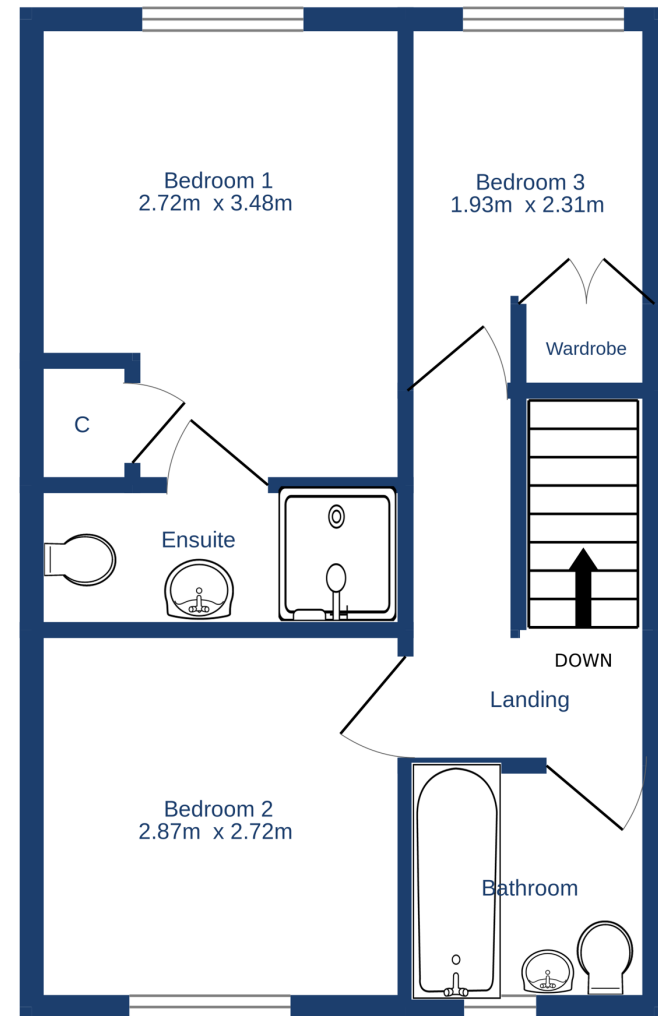 Bedroom 1
2.72m x 3.48m
Bedroom 3
1.93m x 2.31m
Wardrobe
C
Ensuite
DOWN
Landing
Bedroom 2
2.87m x 2.72m
Bathroom